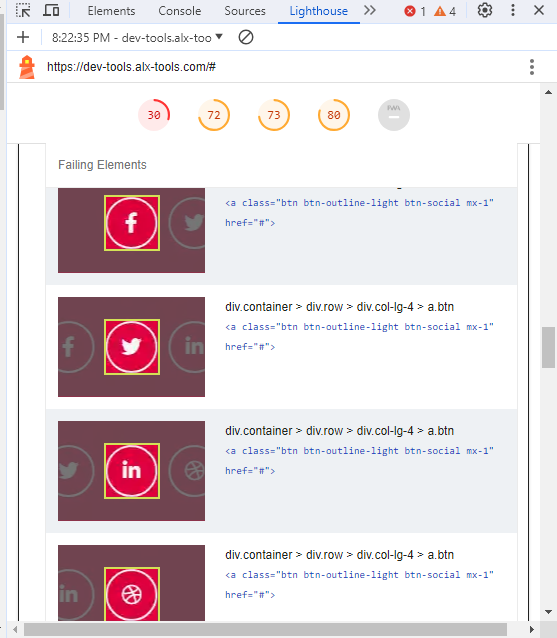 Elements Console Sources Lighthouse 1 4
8:22:35 PM - dev-tools.alx-too
https://dev-tools.alx-tools.com/#
30 72 73 80 PWA
Failing Elements
<a class="btn btn-outline-light btn-social mx-1"
href="#">
div.container > div.row > div.col-lg-4 > a.btn
<a class="btn btn-outline-light btn-social mx-1"
href="#">
div.container > div.row > div.col-lg-4 > a.btn
<a class="btn btn-outline-light btn-social mx-1"
href="#">
div.container > div.row > div.col-lg-4 > a.btn
<a class="btn btn-outline-light btn-social mx-1"
href="#">